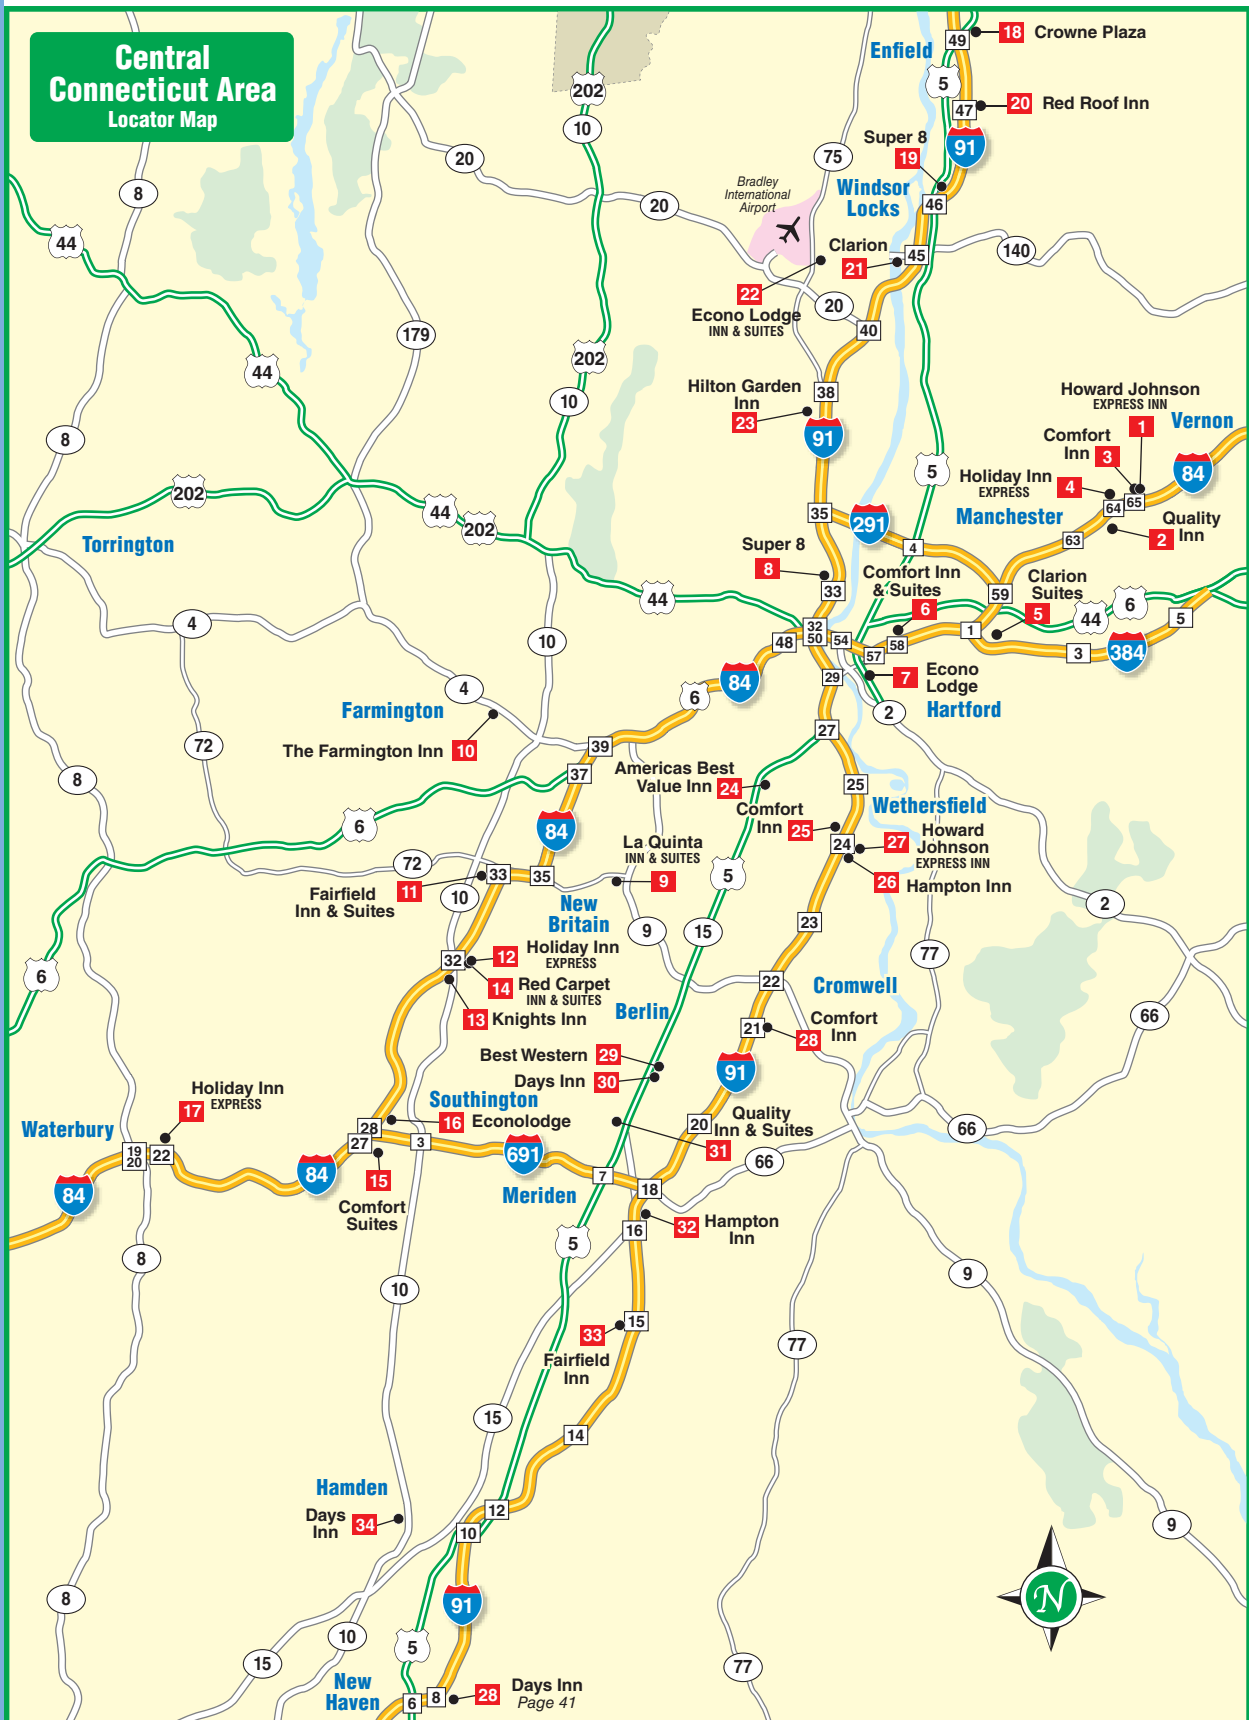 Central
Connecticut Area
Locator Map
49
18 Crowne Plaza
Enfield
5
202
47
20 Red Roof Inn
10
Super 8
19
91
20
75
8
Bradley
International
Airport
Windsor
Locks
20
46
44
Clarion
21
45
140
22
Econo Lodge
INN & SUITES
20
40
179
202
44
Hilton Garden
Inn
23
38
10
Howard Johnson
EXPRESS INN
1
Vernon
91
8
Comfort
Inn
3
5
Holiday Inn
EXPRESS
4
84
202
44
202
35
291
64
65
Manchester
63
Quality
Inn
2
Torrington
Super 8
8
4
33
Comfort Inn
& Suites
6
59
Clarion
Suites
5
44
44
6
4
32
50
48
54
57
58
1
3
384
5
10
29
7
Econo
Lodge
84
6
4
Farmington
2
Hartford
The Farmington Inn 10
72
39
27
37
8
Americas Best
Value Inn 24
25
Wethersfield
Comfort
Inn 25
6
84
24
27
Howard
Johnson
EXPRESS INN
La Quinta
INN & SUITES
9
72
33
35
5
26 Hampton Inn
11
Fairfield
Inn & Suites
10
New
Britain
2
9
15
23
77
6
32
12
Holiday Inn
EXPRESS
14
Red Carpet
INN & SUITES
22
Cromwell
13 Knights Inn
Berlin
21
28
Comfort
Inn
66
Best Western 29
Days Inn 30
91
Holiday Inn
EXPRESS
17
Southington
16 Econolodge
Quality
Inn & Suites
20
31
Waterbury
28
27
3
66
19
20
22
691
84
84
15
Comfort
Suites
7
66
Meriden
18
32
Hampton
Inn
16
5
8
10
9
33
Fairfield
Inn
15
77
15
14
Hamden
Days
Inn
34
12
10
9
8
91
N
10
5
15
77
New
Haven
6
8
28
Days Inn
Page 41